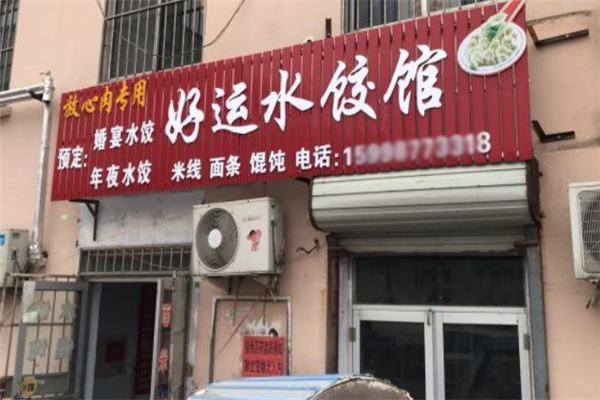 放心肉专用
好运水饺馆
预定:
婚宴水饺
年夜水饺
米线 面条 馄饨 电话: